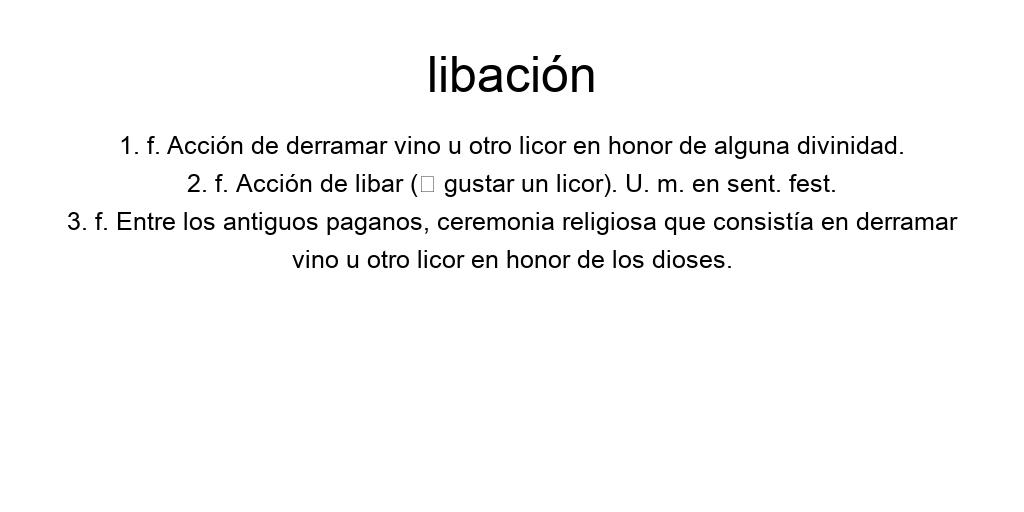 libación
1. f. Acción de derramar vino u otro licor en honor de alguna divinidad.
2. f. Acción de libar (□ gustar un licor). U. m. en sent. fest.
3. f. Entre los antiguos paganos, ceremonia religiosa que consistía en derramar
vino u otro licor en honor de los dioses.